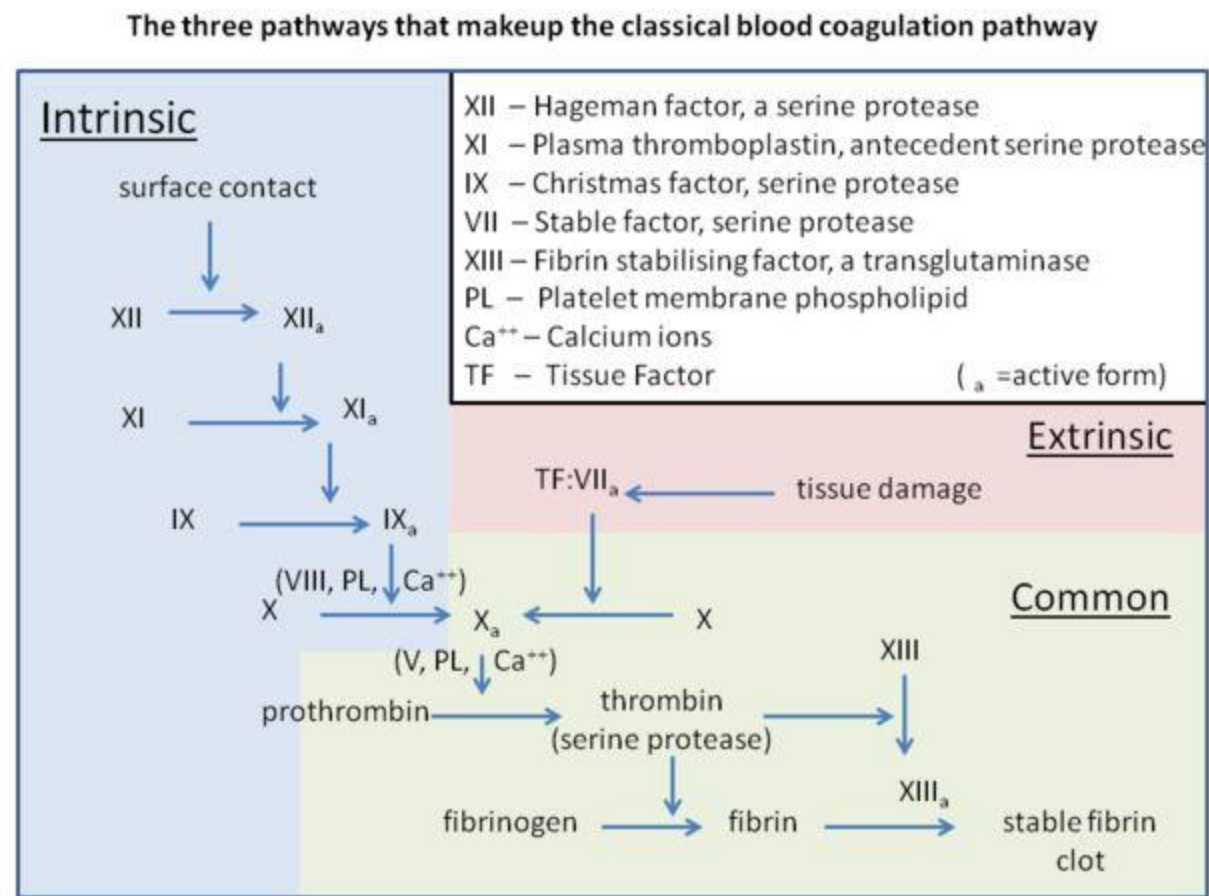 The three pathways that makeup the classical blood coagulation pathway
Intrinsic
surface contact
XII
XIIₐ
XI
XIₐ
IX
IXₐ
(VIII, PL, Ca⁺⁺)
X
Xₐ
X
(V, PL, Ca⁺⁺)
XII – Hageman factor, a serine protease
XI – Plasma thromboplastin, antecedent serine protease
IX – Christmas factor, serine protease
VII – Stable factor, serine protease
XIII – Fibrin stabilising factor, a transglutaminase
PL – Platelet membrane phospholipid
Ca⁺⁺ – Calcium ions
TF – Tissue Factor ( ₐ =active form)
Extrinsic
TF:VIIₐ
tissue damage
Common
prothrombin
thrombin
(serine protease)
XIII
XIIIₐ
fibrinogen
fibrin
stable fibrin
clot